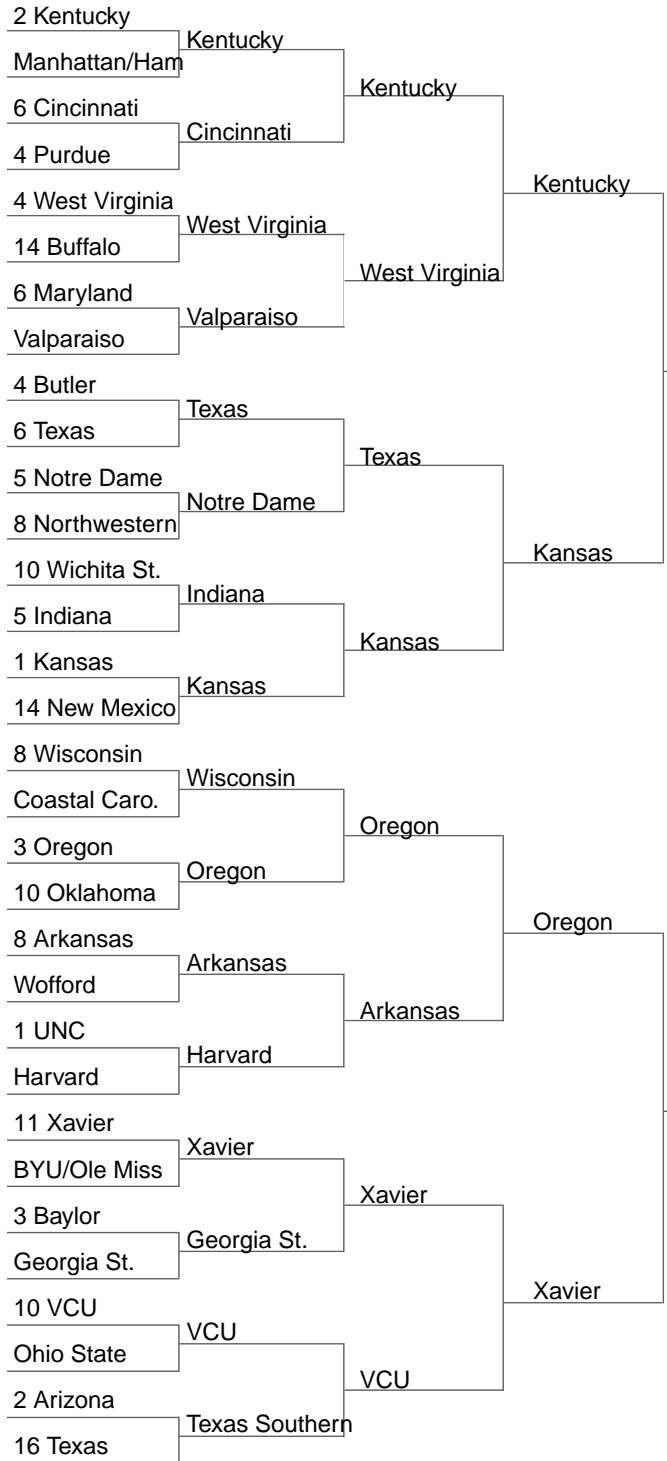 2 Kentucky
Manhattan/Ham
6 Cincinnati
4 Purdue
4 West Virginia
14 Buffalo
6 Maryland
Valparaiso
4 Butler
6 Texas
5 Notre Dame
8 Northwestern
10 Wichita St.
5 Indiana
1 Kansas
14 New Mexico
8 Wisconsin
Coastal Caro.
3 Oregon
10 Oklahoma
8 Arkansas
Wofford
1 UNC
Harvard
11 Xavier
BYU/Ole Miss
3 Baylor
Georgia St.
10 VCU
Ohio State
2 Arizona
16 Texas
Kentucky
Cincinnati
West Virginia
Valparaiso
Texas
Notre Dame
Indiana
Kansas
Wisconsin
Oregon
Arkansas
Harvard
Xavier
Georgia St.
VCU
Texas Southern
Kentucky
West Virginia
Texas
Kansas
Oregon
Arkansas
Xavier
VCU
Kentucky
Kansas
Oregon
Xavier